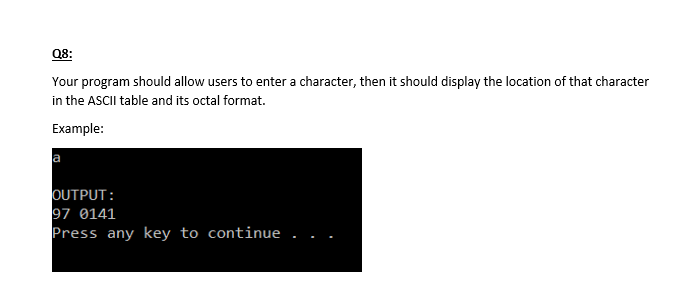 Q8:
Your program should allow users to enter a character, then it should display the location of that character
in the ASCII table and its octal format.
Example:
a
OUTPUT:
97 0141
Press any key to continue . . .